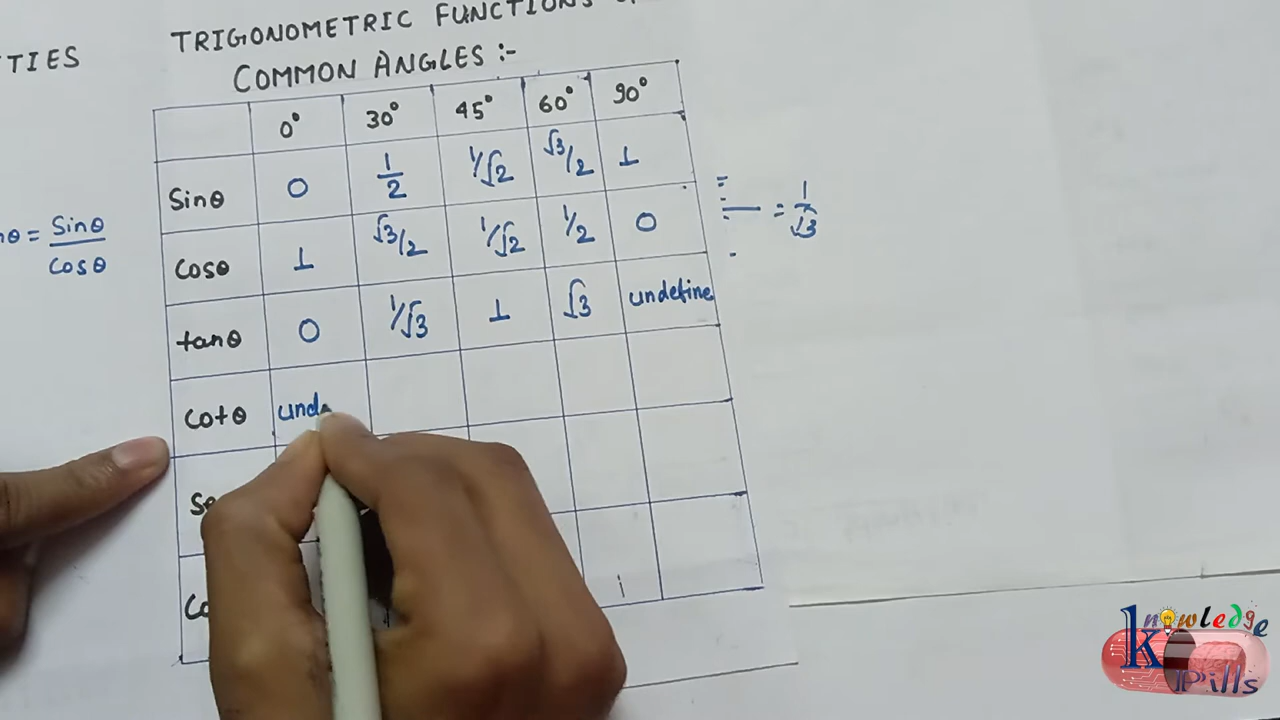 TIES
TRIGONOMETRIC FUNCTIONS
COMMON ANGLES :-
0° 30° 45° 60° 90°
Sinθ 0 1/2 1/√2 √3/2 1
Cosθ 1 √3/2 1/√2 1/2 0
tanθ 0 1/√3 1 √3 undefine
Cotθ und
θ = Sinθ/Cosθ
= 1/√3
Knowledge
Pills